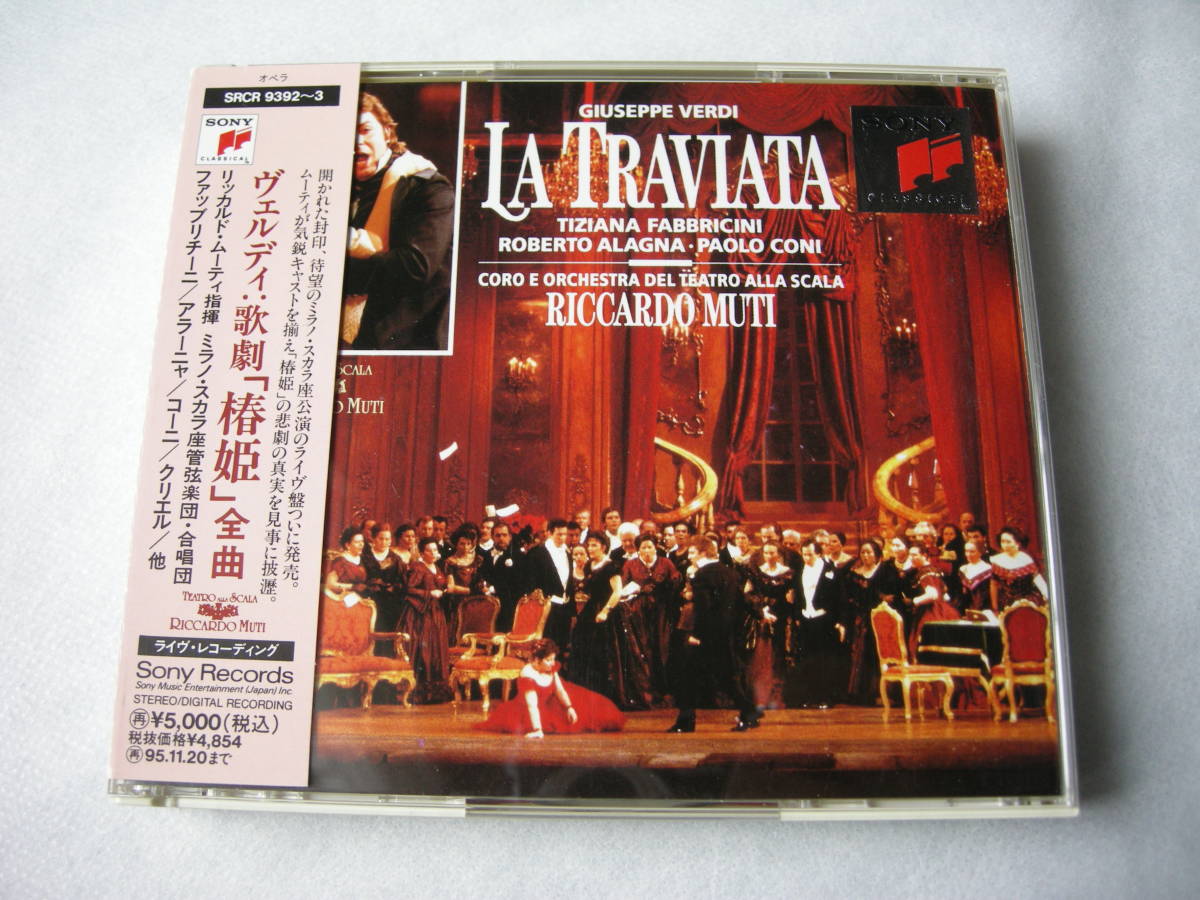 オペラ
SRCR 9392～3
SONY
CLASSICAL
開かれた封印、待望のミラノ・スカラ座公演のライヴ盤ついに発売。
ムーティが気鋭キャストを揃え「椿姫」の悲劇の真実を見事に披瀝。
ヴェルディ:歌劇「椿姫」全曲
リッカルド・ムーティ指揮 ミラノ・スカラ座管弦楽団・合唱団
ファッブリチーニ/アラーニャ/コーニ/クリエル/他
TEATRO ALLA SCALA
RICCARDO MUTI
ライヴ・レコーディング
Sony Records
Sony Music Entertainment (Japan) Inc.
STEREO/DIGITAL RECORDING
再¥5,000(税込)
税抜価格¥4,854
再95.11.20まで
GIUSEPPE VERDI
LA TRAVIATA
TIZIANA FABBRICINI
ROBERTO ALAGNA · PAOLO CONI
CORO E ORCHESTRA DEL TEATRO ALLA SCALA
RICCARDO MUTI
SONY
CLASSICAL
SCALA
MUTI